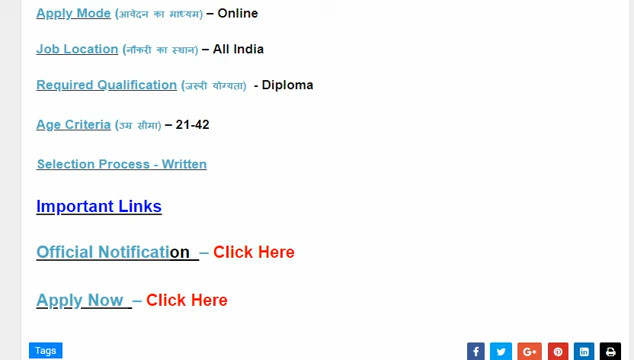 Apply Mode (आवेदन का माध्यम) – Online
Job Location (नौकरी का स्थान) – All India
Required Qualification (जरूरी योग्यता) - Diploma
Age Criteria (उम्र सीमा) – 21-42
Selection Process - Written
Important Links
Official Notification – Click Here
Apply Now – Click Here
Tags